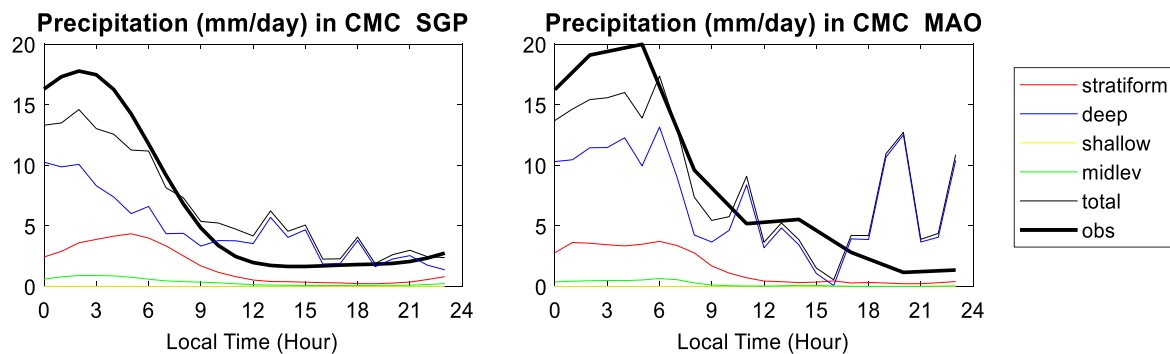 Precipitation (mm/day) in CMC SGP
20
15
10
5
0
0 3 6 9 12 15 18 21 24
Local Time (Hour)
Precipitation (mm/day) in CMC MAO
20
15
10
5
0
0 3 6 9 12 15 18 21 24
Local Time (Hour)
stratiform
deep
shallow
midlev
total
obs